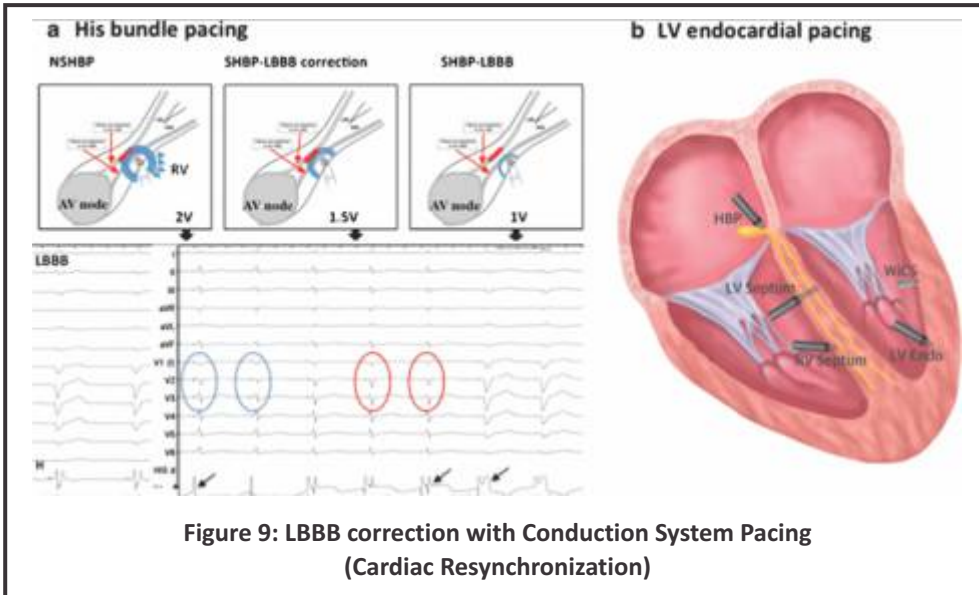 a His bundle pacing
b LV endocardial pacing
NSHBP
SHBP-LBBB correction
SHBP-LBBB
RV
AV node
AV node
AV node
2V
1.5V
1V
LBBB
I
II
III
aVR
aVL
aVF
V1
V2
V3
V4
V5
V6
H
HBP
LV Septum
WiCS
RV Septum
LV Endo
Figure 9: LBBB correction with Conduction System Pacing
(Cardiac Resynchronization)